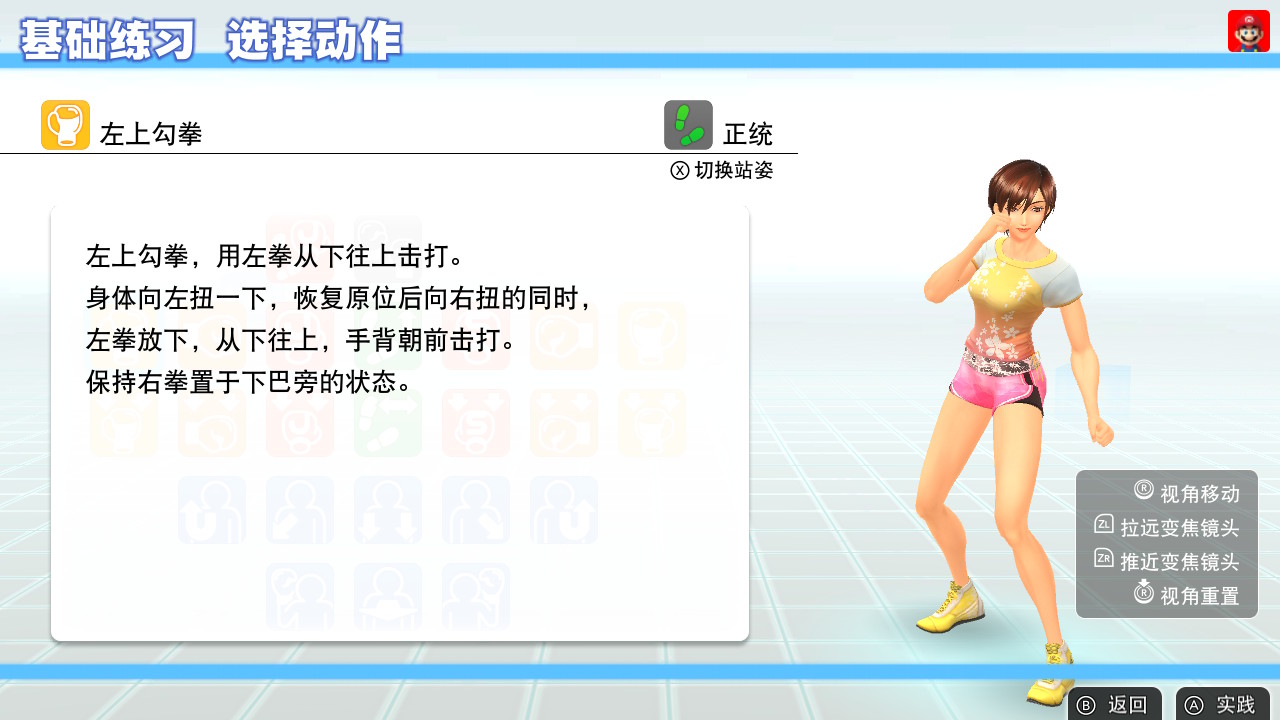 基础练习 选择动作
左上勾拳
正统
X 切换站姿
左上勾拳，用左拳从下往上击打。
身体向左扭一下，恢复原位后向右扭的同时，
左拳放下，从下往上，手背朝前击打。
保持右拳置于下巴旁的状态。
R 视角移动
ZL 拉远变焦镜头
ZR 推近变焦镜头
R 视角重置
B 返回
A 实践